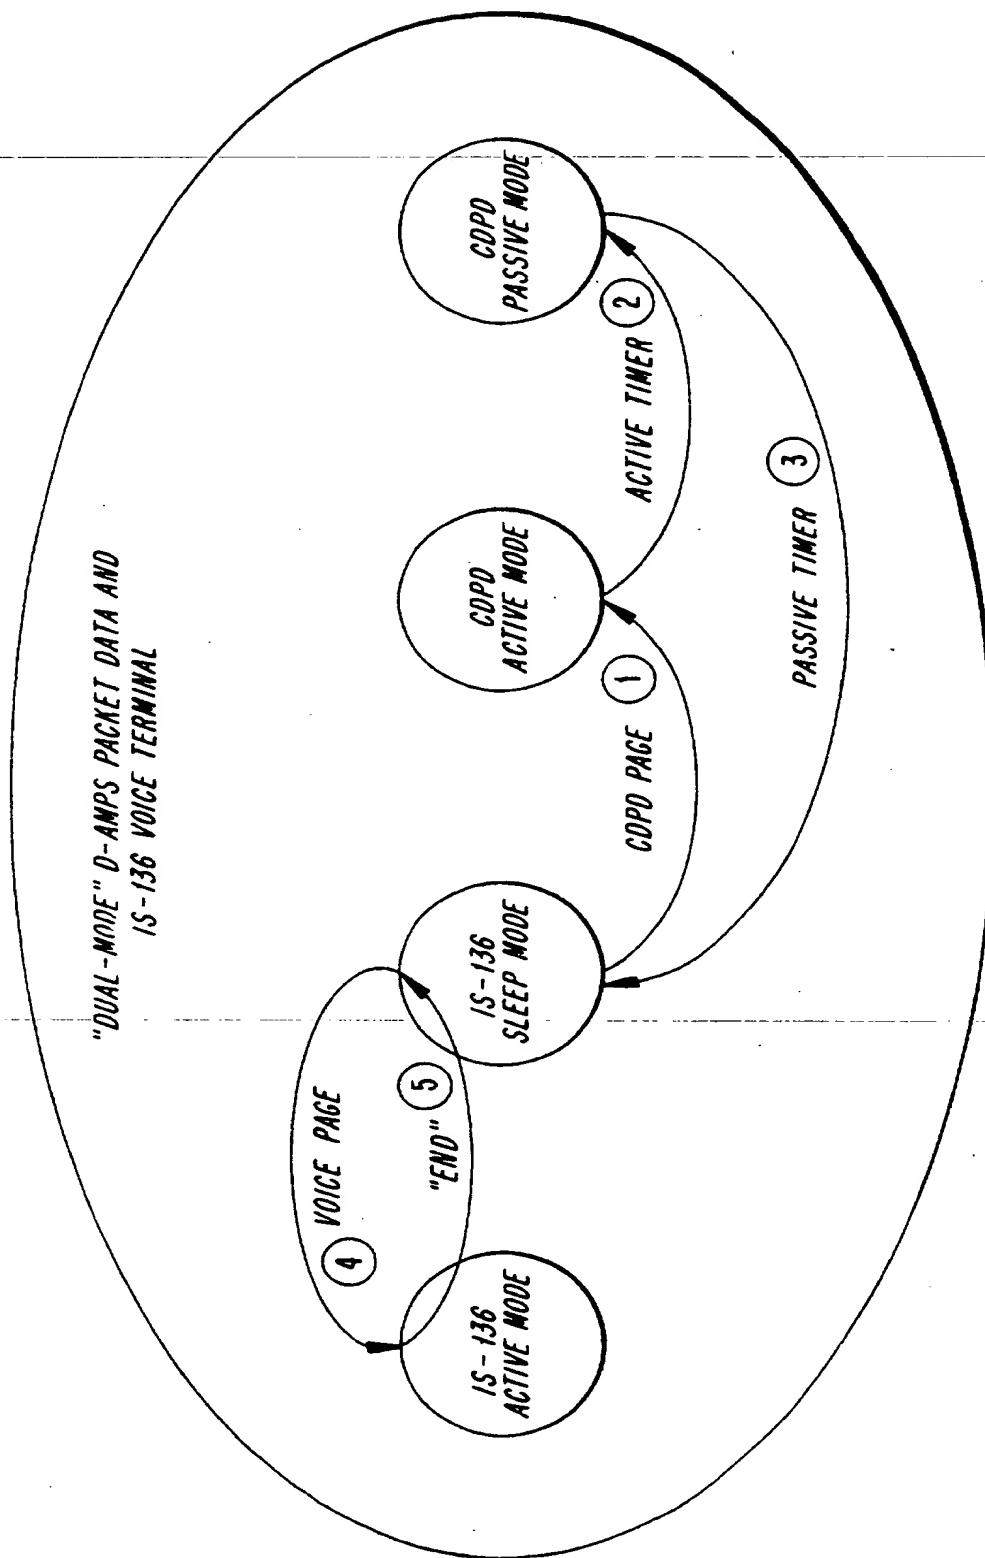 "DUAL-MODE" D-AMPS PACKET DATA AND
IS-136 VOICE TERMINAL
4 VOICE PAGE
"END" 5
IS-136
ACTIVE MODE
IS-136
SLEEP MODE
CDPD
ACTIVE MODE
CDPD
PASSIVE MODE
CDPD PAGE 1
ACTIVE TIMER 2
PASSIVE TIMER 3